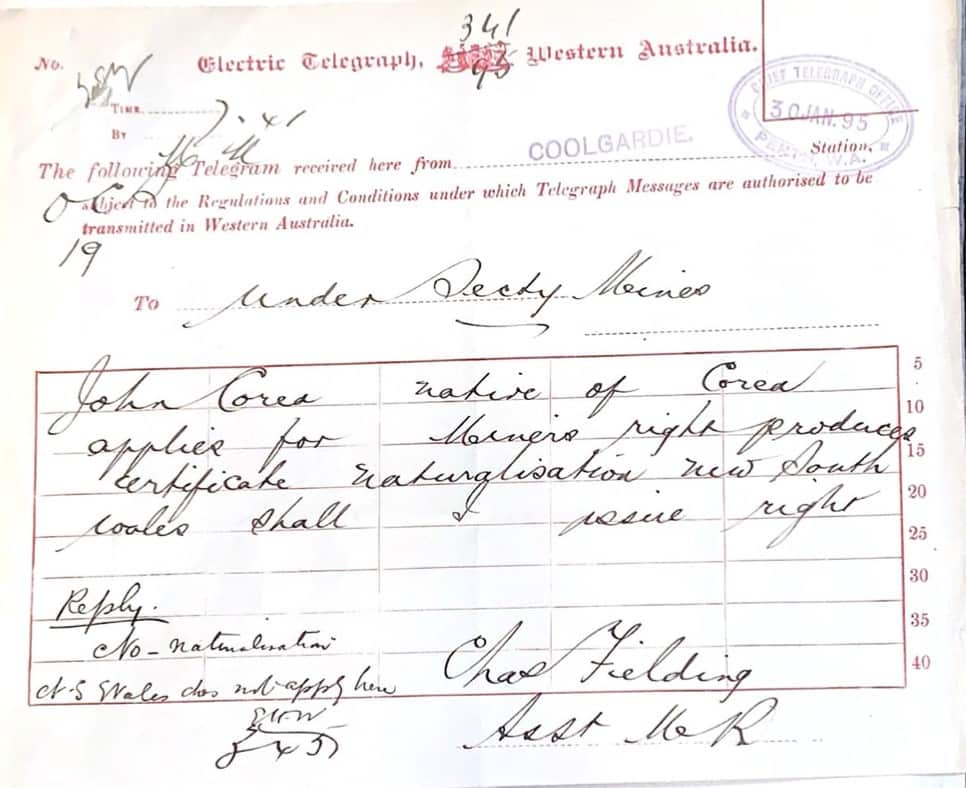 341
95
No.
Electric Telegraph, Western Australia.
Time
7.41
By
CHIEF TELEGRAPH OFFICE
30 JAN. 95
PERTH, W.A.
The following Telegram received here from COOLGARDIE. Station,
subject to the Regulations and Conditions under which Telegraph Messages are authorised to be
transmitted in Western Australia.
19
To under Secty Mines
John Corea native of Corea 5
applies for Miners right produces 10
certificate naturalisation new South 15
wales shall I issue right 20
25
30
Reply. 35
No - naturalisation
N S Wales does not apply here 40
Chas Fielding
Asst M R